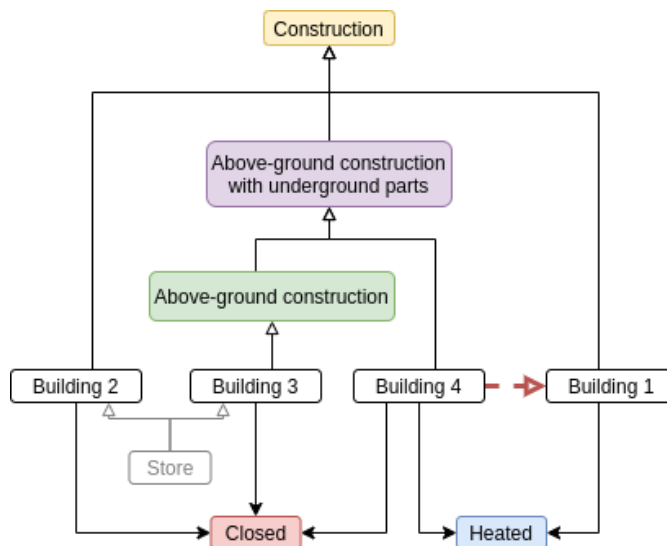 Construction
Above-ground construction
with underground parts
Above-ground construction
Building 2
Building 3
Building 4
Building 1
Store
Closed
Heated